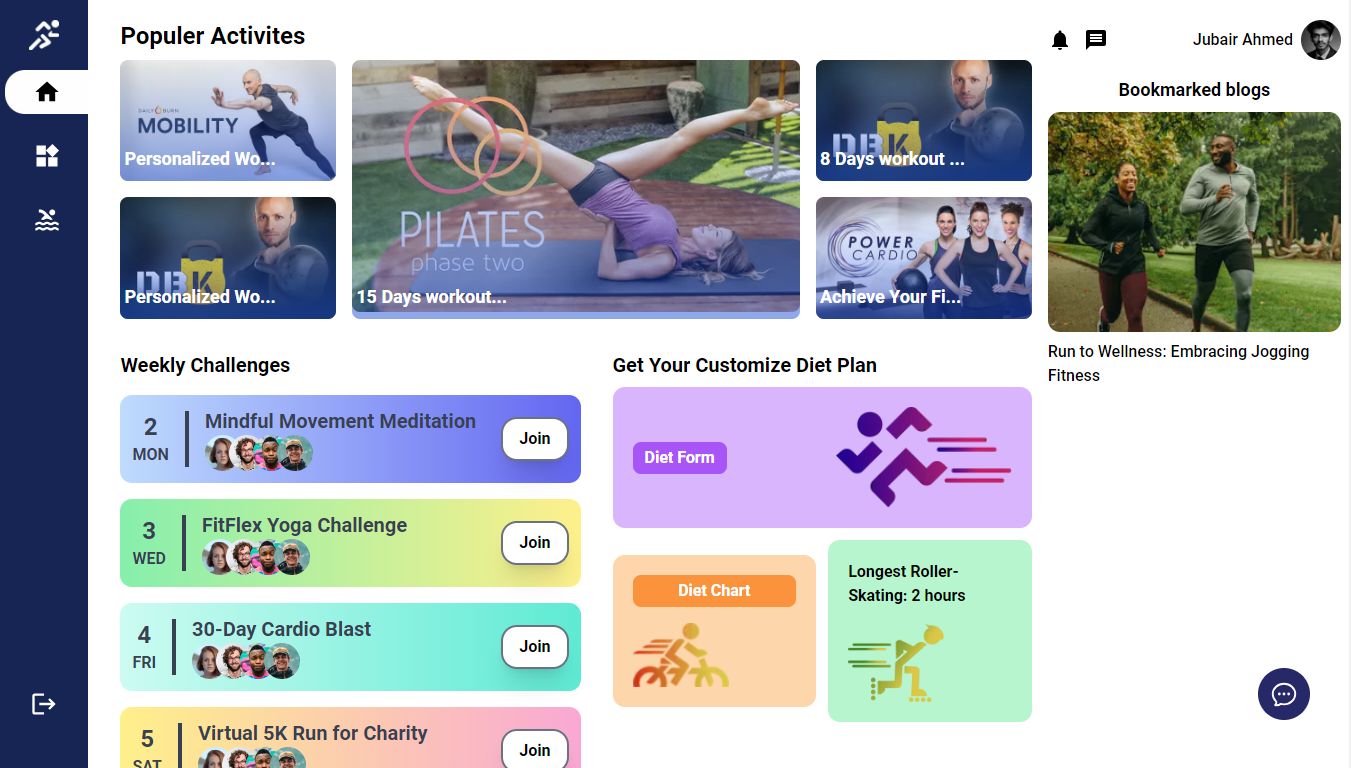 Populer Activites
Jubair Ahmed
DAILY BURN
MOBILITY
Personalized Wo...
PILATES
phase two
15 Days workout...
DBK
8 Days workout ...
DBK
Personalized Wo...
POWER
CARDIO
Achieve Your Fi...
Bookmarked blogs
Run to Wellness: Embracing Jogging
Fitness
Weekly Challenges
2
MON
Mindful Movement Meditation
Join
3
WED
FitFlex Yoga Challenge
Join
4
FRI
30-Day Cardio Blast
Join
5
SAT
Virtual 5K Run for Charity
Join
Get Your Customize Diet Plan
Diet Form
Diet Chart
Longest Roller-
Skating: 2 hours